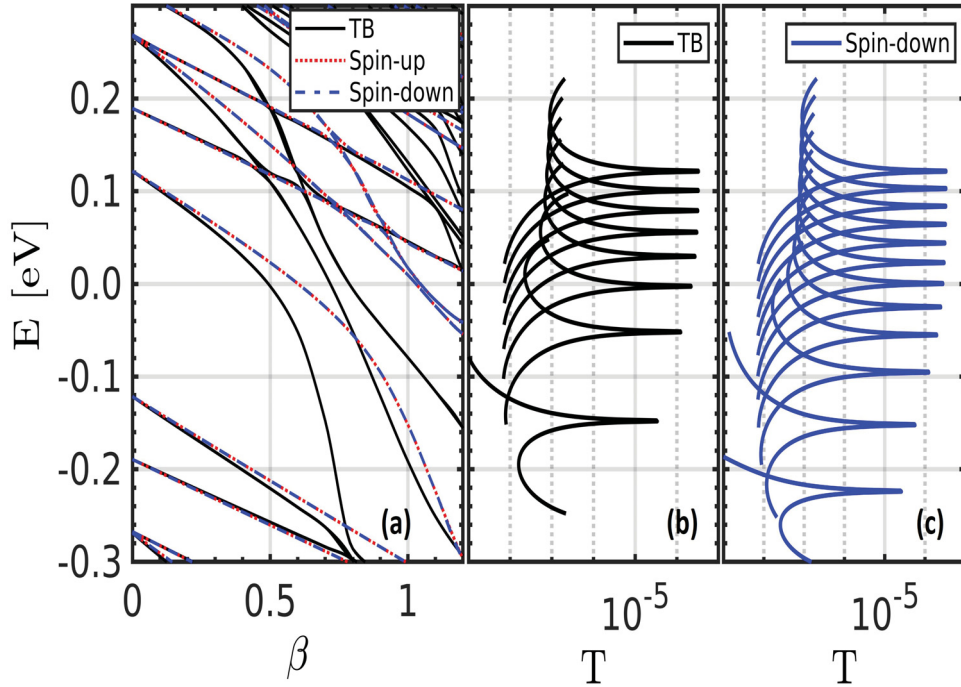 TB
Spin-up
Spin-down
TB
Spin-down
E [eV]
0.2
0.1
0.0
-0.1
-0.2
-0.3
(a)
(b)
(c)
0
0.5
1
10^-5
10^-5
β
T
T